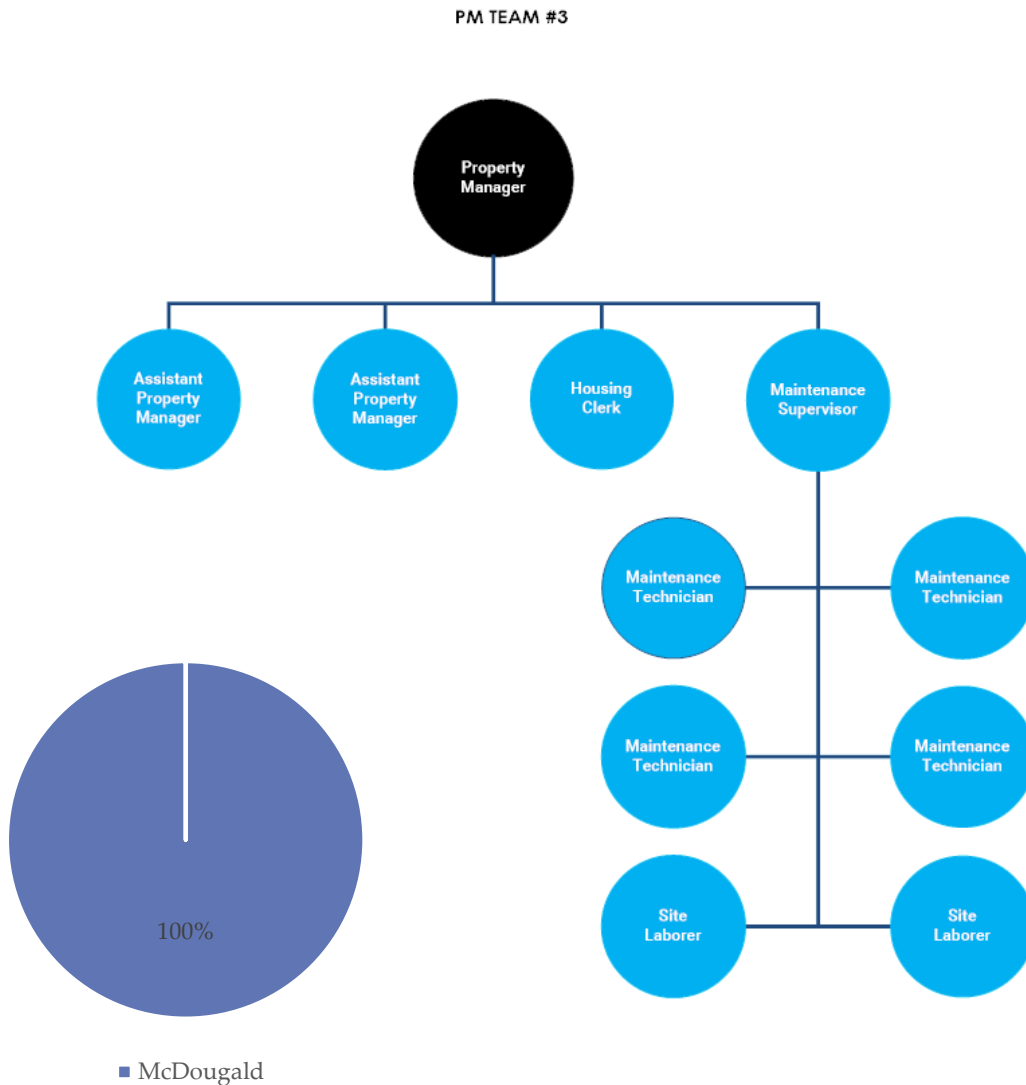 PM TEAM #3
Property
Manager
Assistant
Property
Manager
Assistant
Property
Manager
Housing
Clerk
Maintenance
Supervisor
Maintenance
Technician
Maintenance
Technician
Maintenance
Technician
Maintenance
Technician
Site
Laborer
Site
Laborer
100%
McDougald